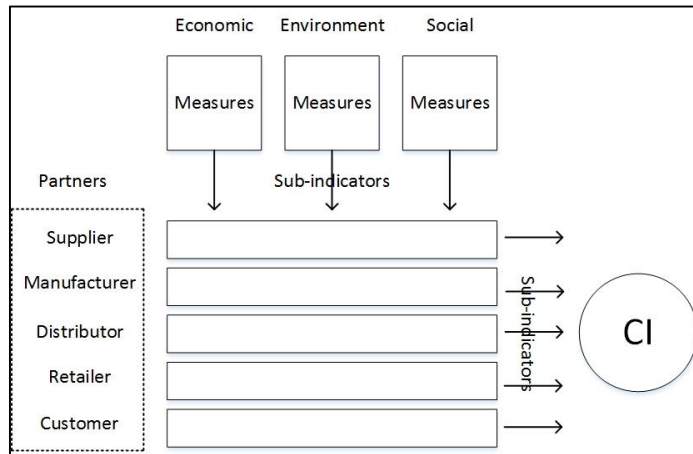 Economic Environment Social
Measures Measures Measures
Partners Sub-indicators
Supplier
Manufacturer
Sub-indicators
Distributor
CI
Retailer
Customer